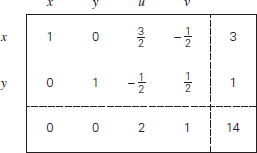 x y u v
x 1 0 3/2 -1/2 3
y 0 1 -1/2 1/2 1
0 0 2 1 14